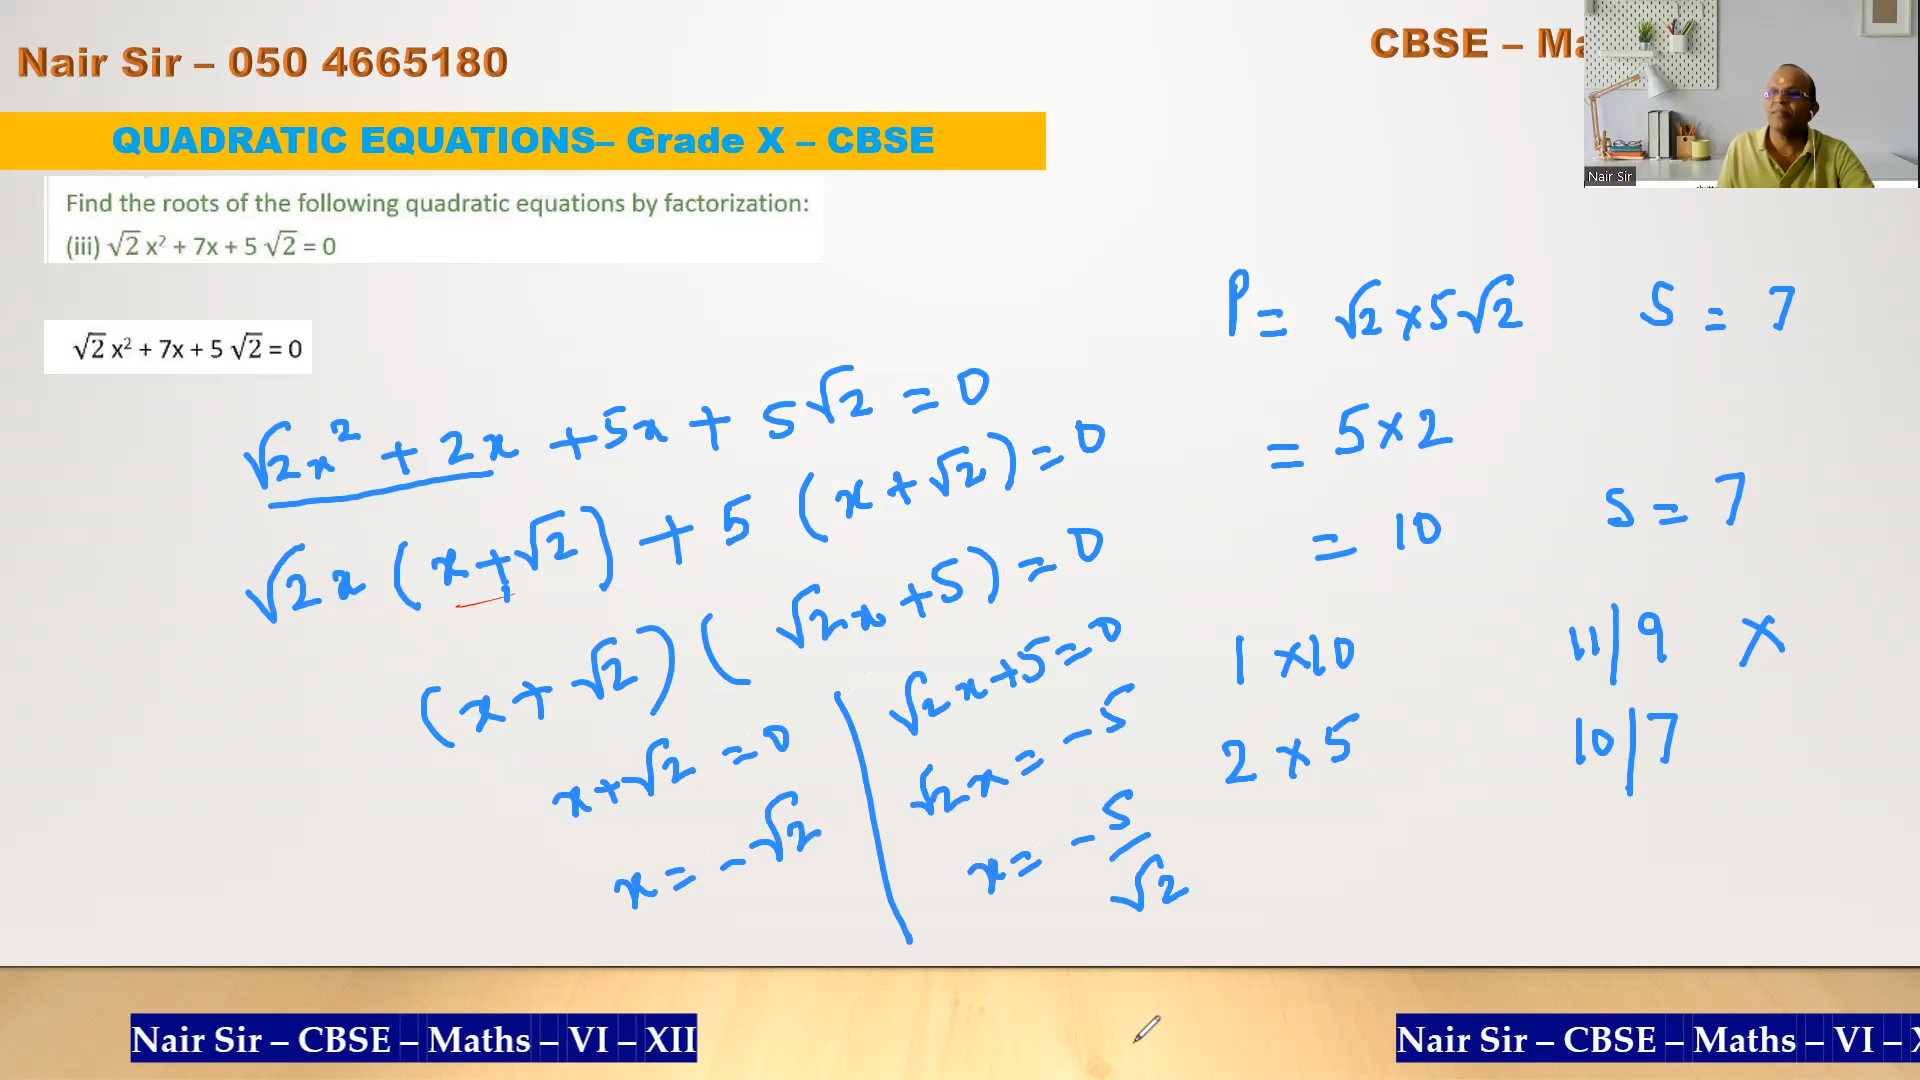 Nair Sir – 050 4665180
CBSE – Ma
Nair Sir
QUADRATIC EQUATIONS– Grade X – CBSE
Find the roots of the following quadratic equations by factorization:
(iii) √2 x² + 7x + 5 √2 = 0
√2 x² + 7x + 5 √2 = 0
√2x² + 2x + 5x + 5√2 = 0
√2x (x+√2) + 5 (x+√2) = 0
(x+√2) (√2x+5) = 0
x+√2 = 0
x = -√2
√2x+5=0
√2x = -5
x = -5/√2
P = √2 × 5√2 S = 7
= 5×2
= 10 S = 7
1 ×10 11|9 X
2 × 5 10|7
Nair Sir – CBSE – Maths – VI – XII
Nair Sir – CBSE – Maths – VI –